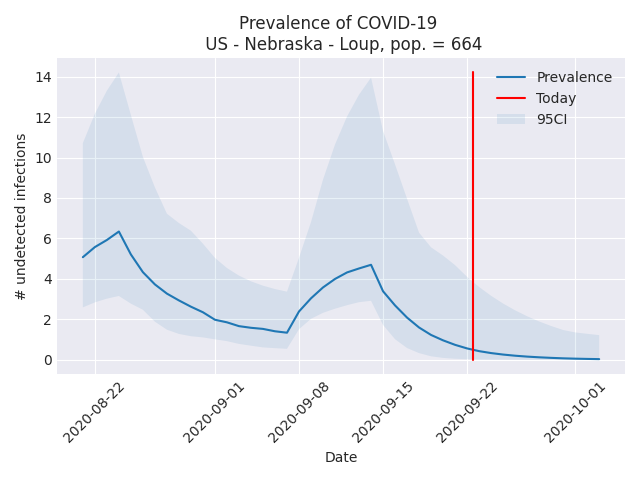 Prevalence of COVID-19
US - Nebraska - Loup, pop. = 664
14
12
10
8
6
4
2
0
# undetected infections
Prevalence
Today
95CI
2020-08-22
2020-09-01
2020-09-08
2020-09-15
2020-09-22
2020-10-01
Date